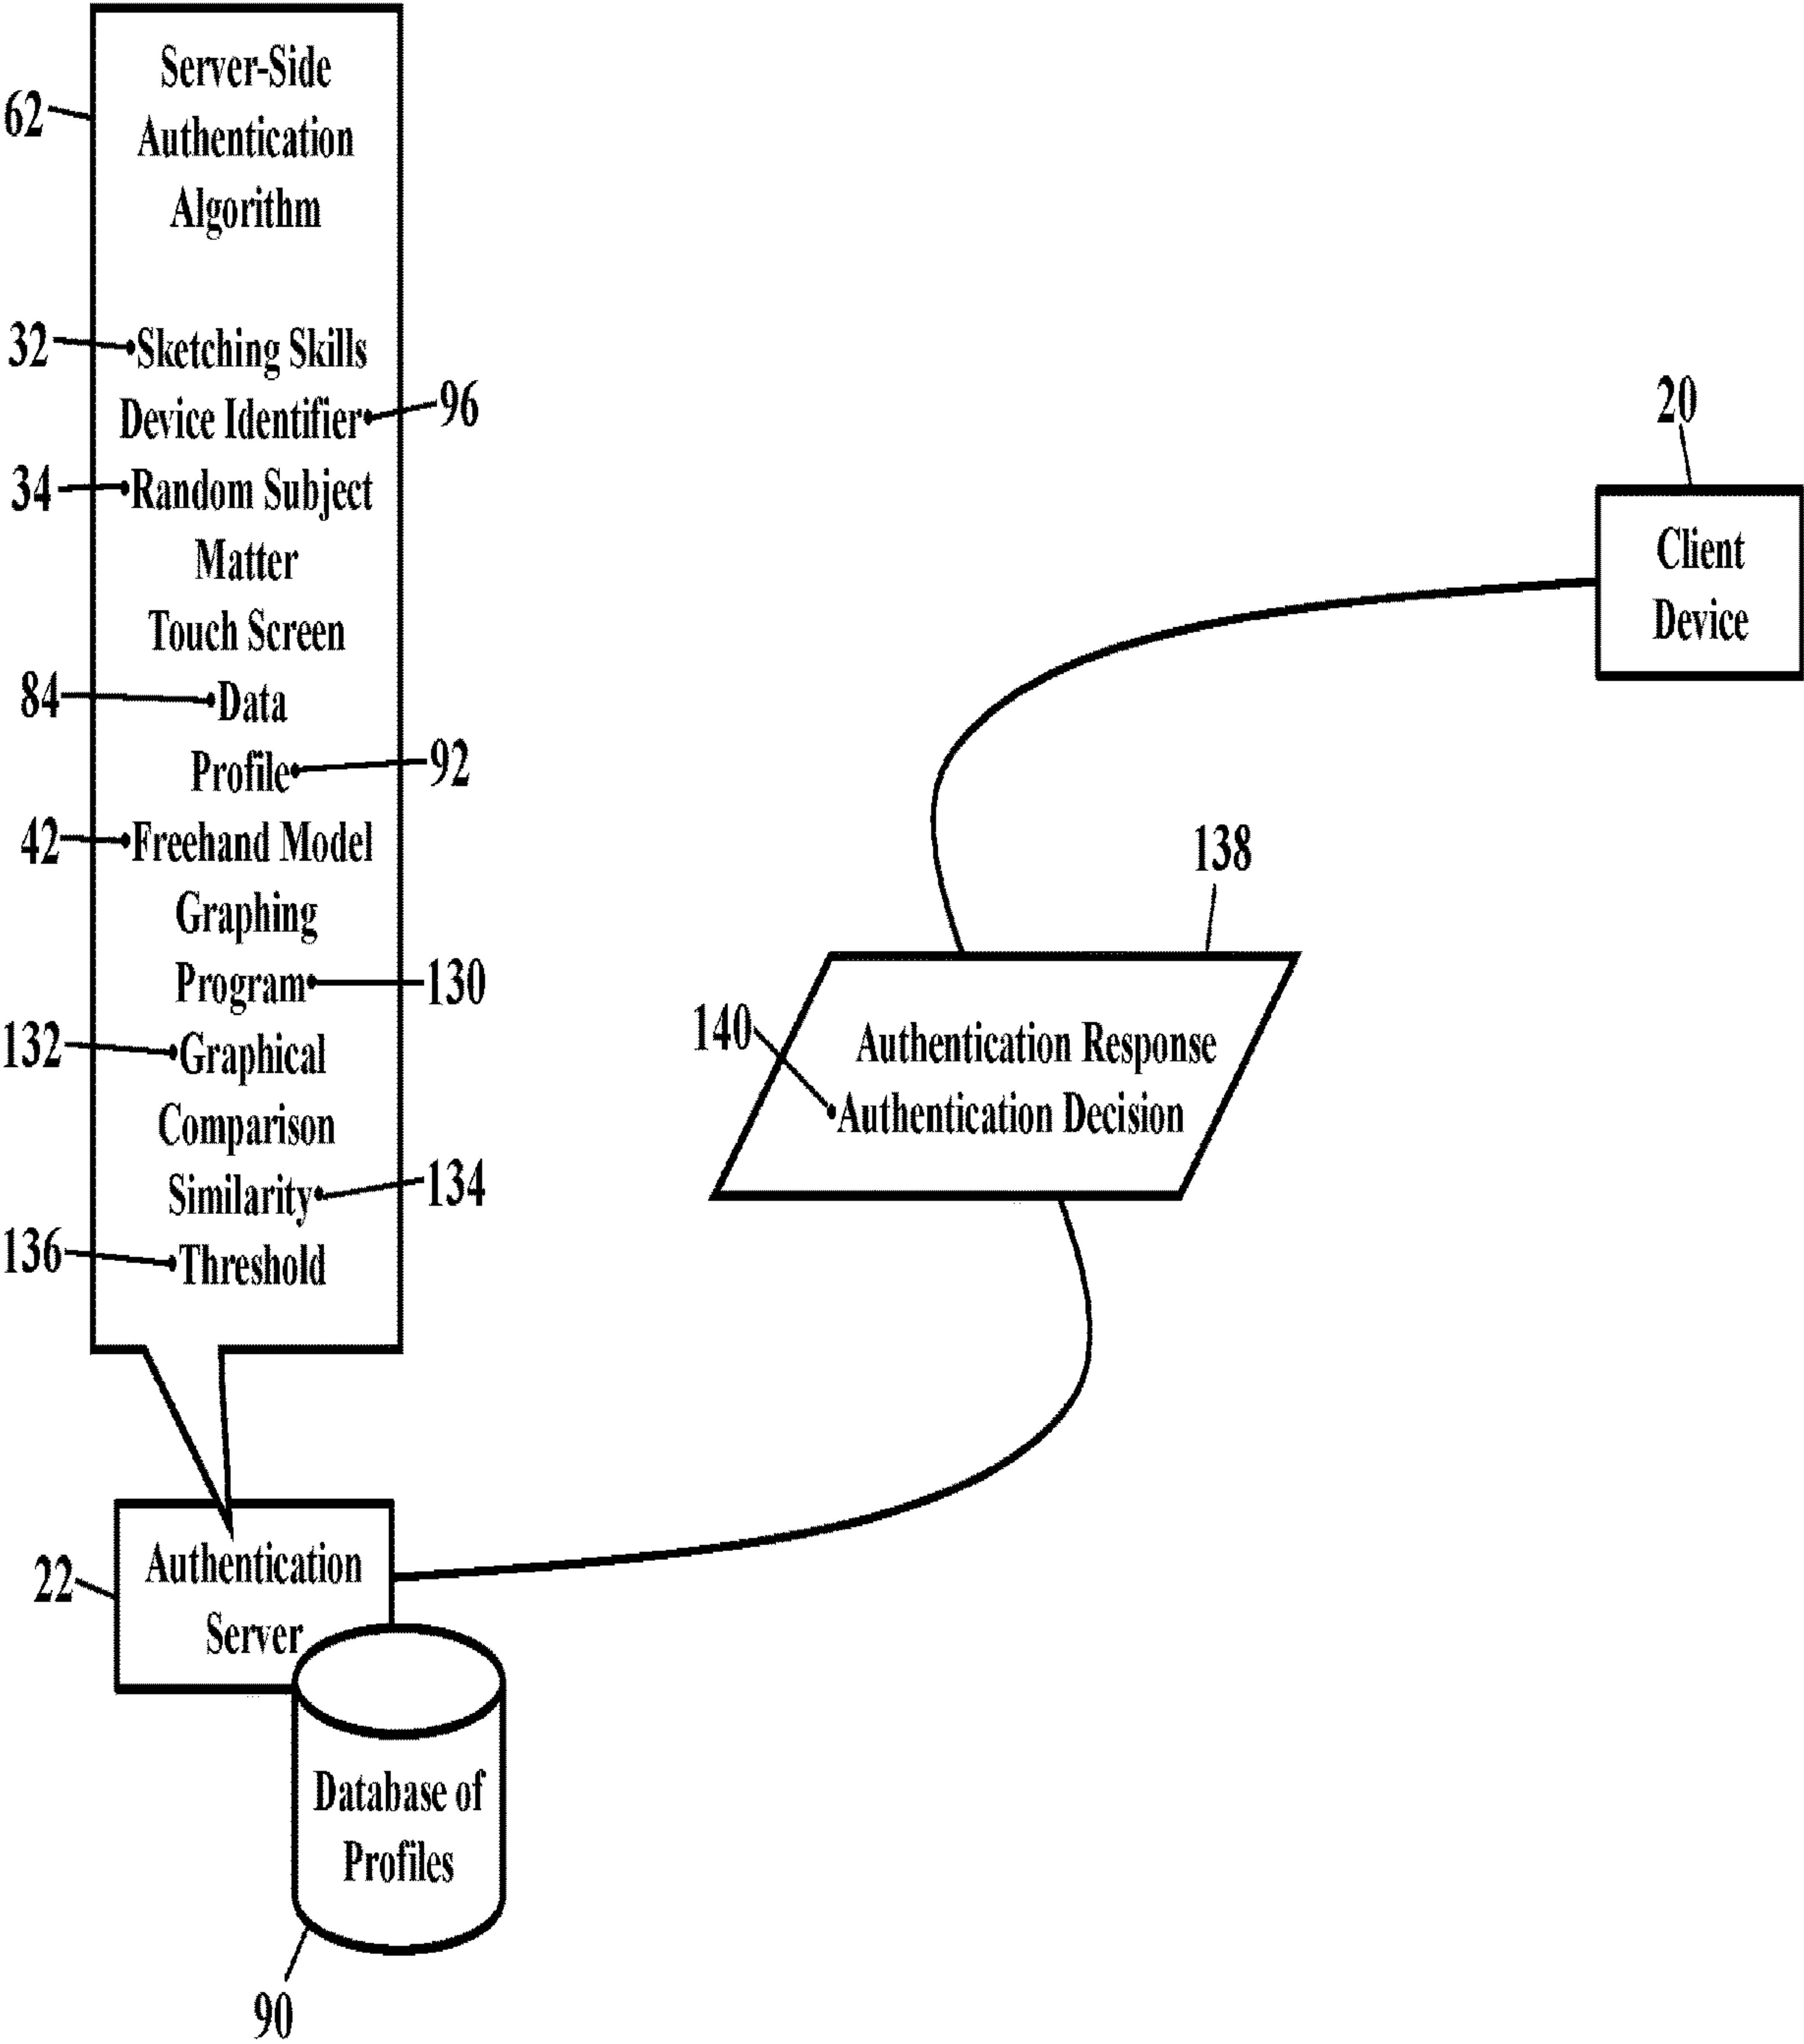 Server-Side
62
Authentication
Algorithm
32
Sketching Skills
Device Identifier
96
34
Random Subject
Matter
Touch Screen
84
Data
Profile
92
42
Freehand Model
Graphing
Program
130
132
Graphical
Comparison
Similarity
134
136
Threshold
20
Client
Device
138
140
Authentication Response
Authentication Decision
22
Authentication
Server
Database of
Profiles
90